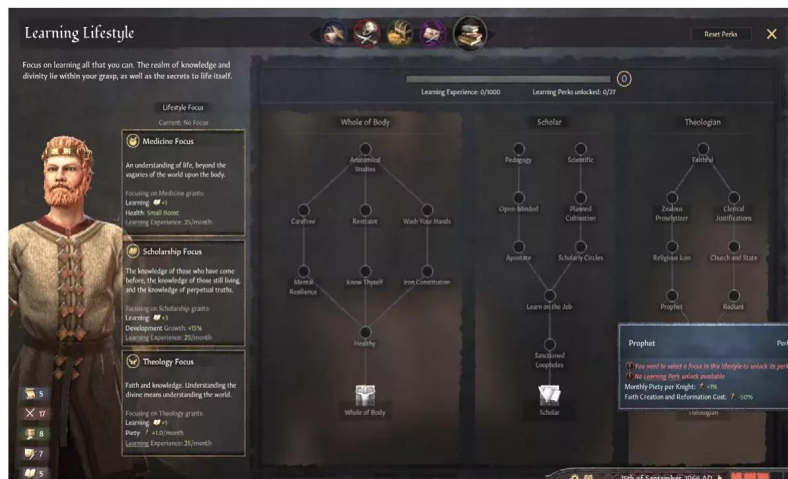 Learning Lifestyle
Reset Perks
Focus on learning all that you can. The realm of knowledge and
divinity lie within your grasp, as well as the secrets to life itself.
Learning Experience: 0/1000
Learning Perks unlocked: 0/27
0
Lifestyle Focus
Current: No Focus
Medicine Focus
An understanding of life, beyond the
vagaries of the world upon the body.
Focusing on Medicine grants
Learning +3
Health: Small Boost
Learning Experience: 25/month
Scholarship Focus
The knowledge of those who have come
before, the knowledge of those still living,
and the knowledge of perpetual truths.
Focusing on Scholarship grants
Learning +3
Development Growth: +15%
Learning Experience: 25/month
Theology Focus
Faith and knowledge. Understanding the
divine means understanding the world.
Focusing on Theology grants
Learning
Piety: +1.0/month
Learning Experience: 25/month
5
17
8
7
5
Whole of Body
Anatomical
Studies
Carefree
Restraint
Wash Your Hands
Mental
Resilience
Know Thyself
Iron Constitution
Healthy
Whole of Body
Scholar
Pedagogy
Scientific
Open-Minded
Planned
Cultivation
Apostate
Scholarly Circles
Learn on the Job
Sanctioned
Loopholes
Scholar
Theologian
Faithful
Zealous
Proselytizer
Clerical
Justifications
Religious Icon
Church and State
Prophet
Radiant
Prophet
Perk
You need to select a focus in this lifestyle to unlock its perk
No Learning Perk unlock available
Monthly Piety per Knight: +1%
Faith Creation and Reformation Cost: -50%
Theologian
15th of September, 1066 AD